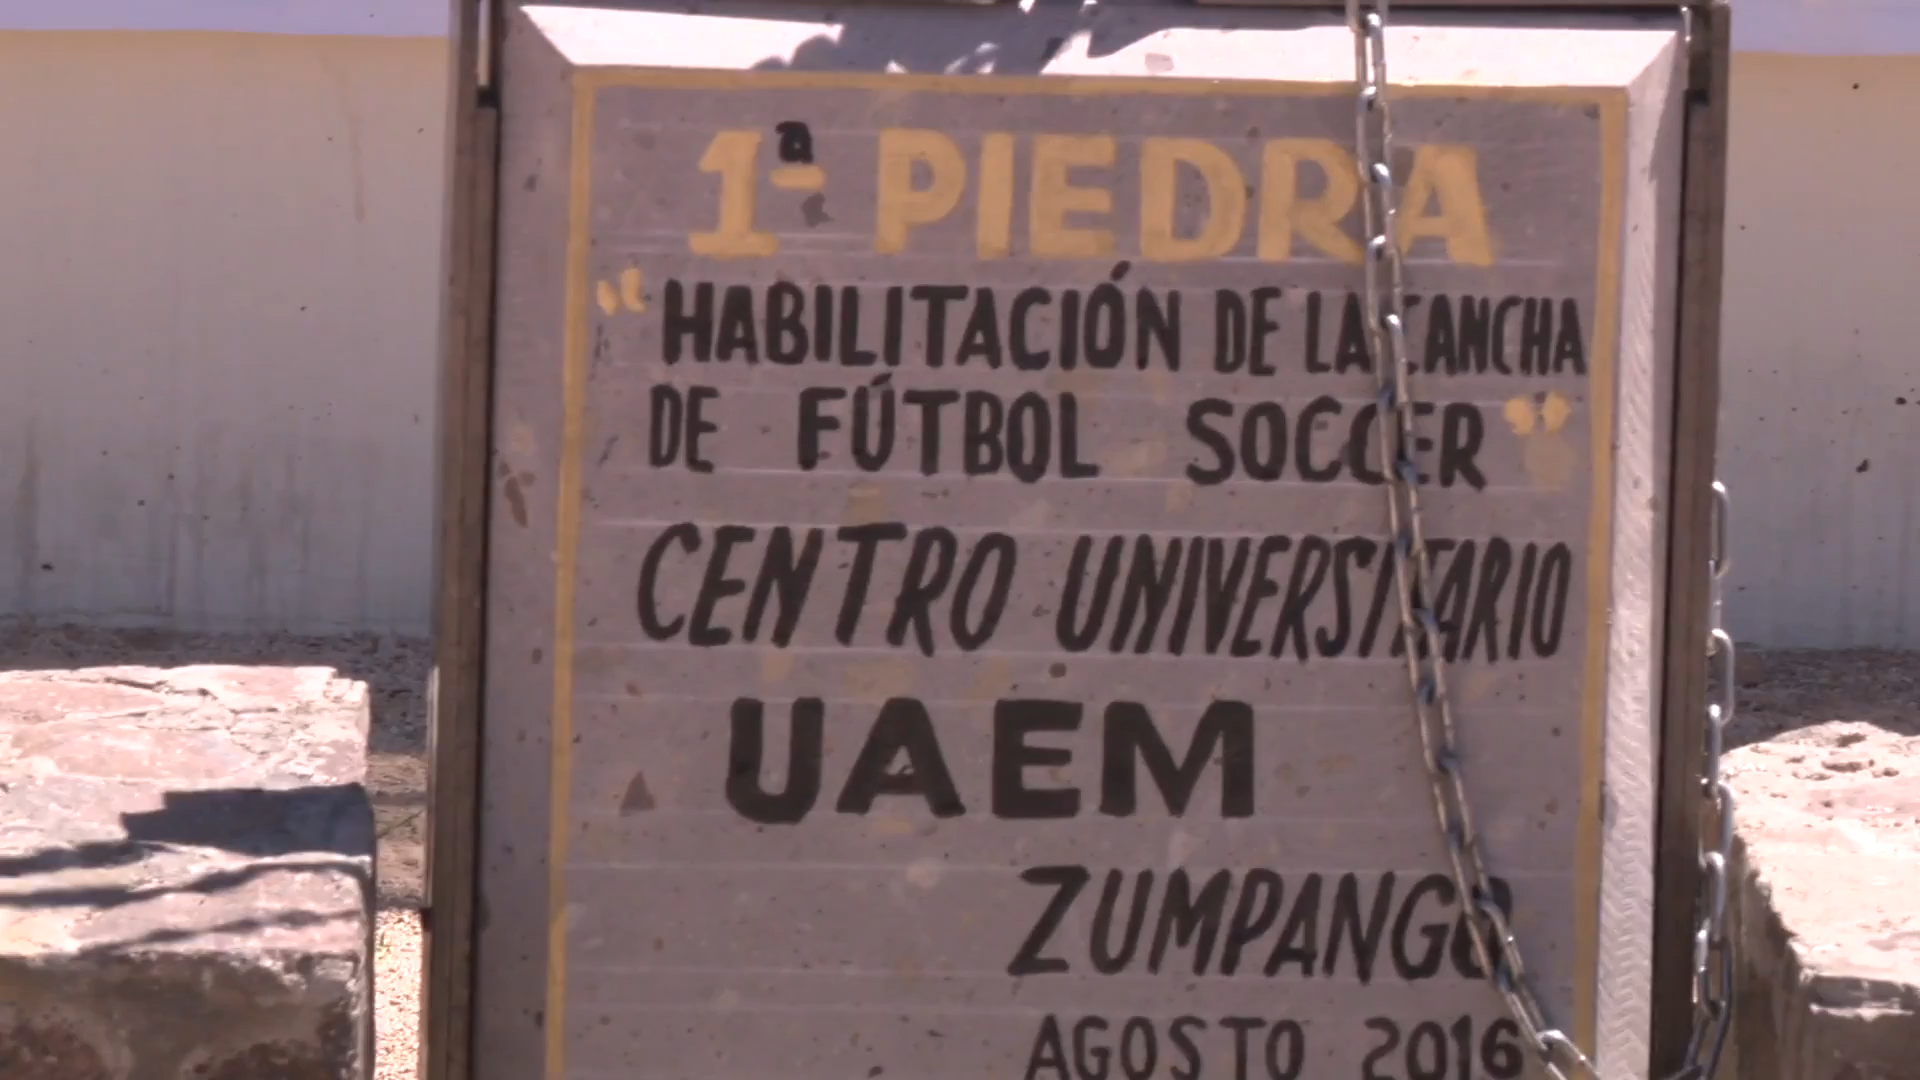 1ª PIEDRA
"HABILITACIÓN DE LA CANCHA
DE FÚTBOL SOCCER"
CENTRO UNIVERSITARIO
UAEM
ZUMPANGO
AGOSTO 2016